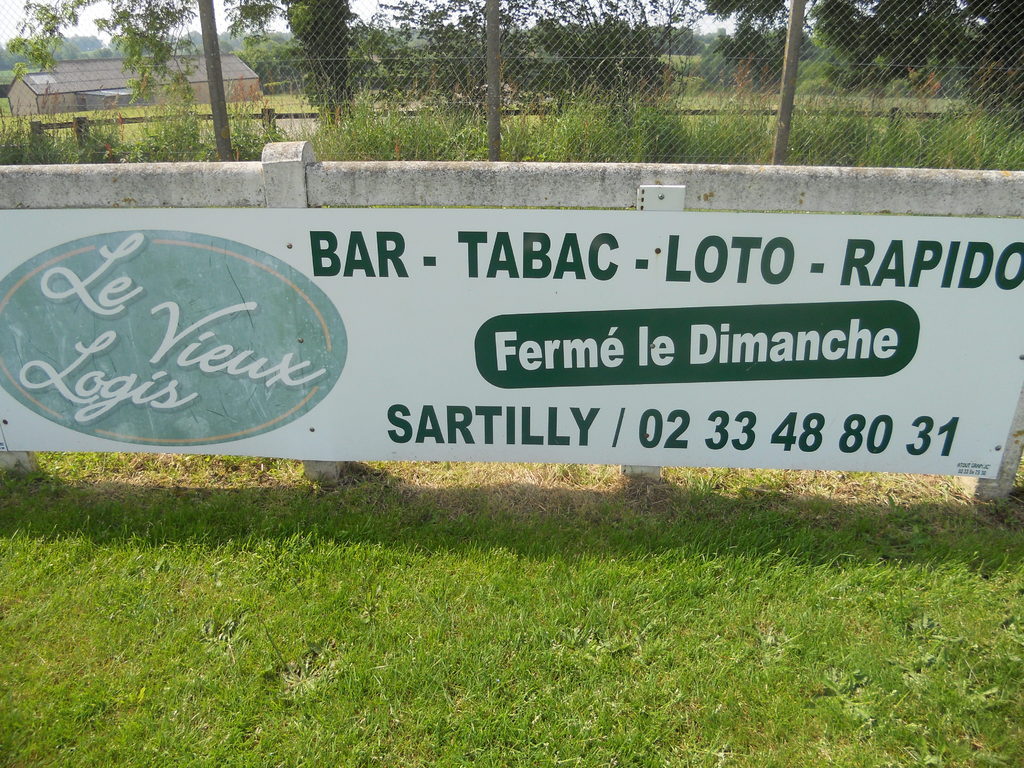 Le
Vieux
Logis
BAR - TABAC - LOTO - RAPIDO
Fermé le Dimanche
SARTILLY / 02 33 48 80 31